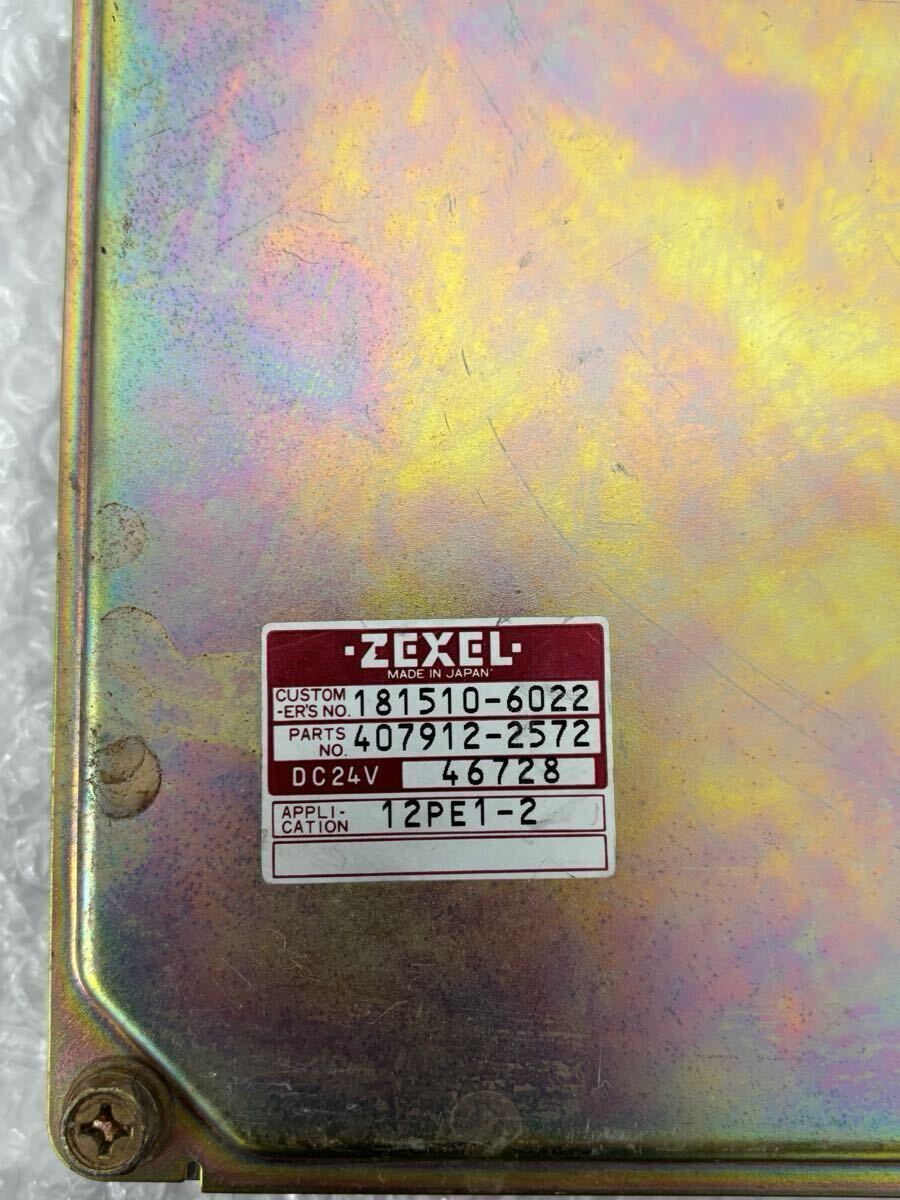 ·ZEXEL·
MADE IN JAPAN
CUSTOM
-ER'S NO. 181510-6022
PARTS
NO. 407912-2572
DC24V 46728
APPLI-
CATION 12PE1-2